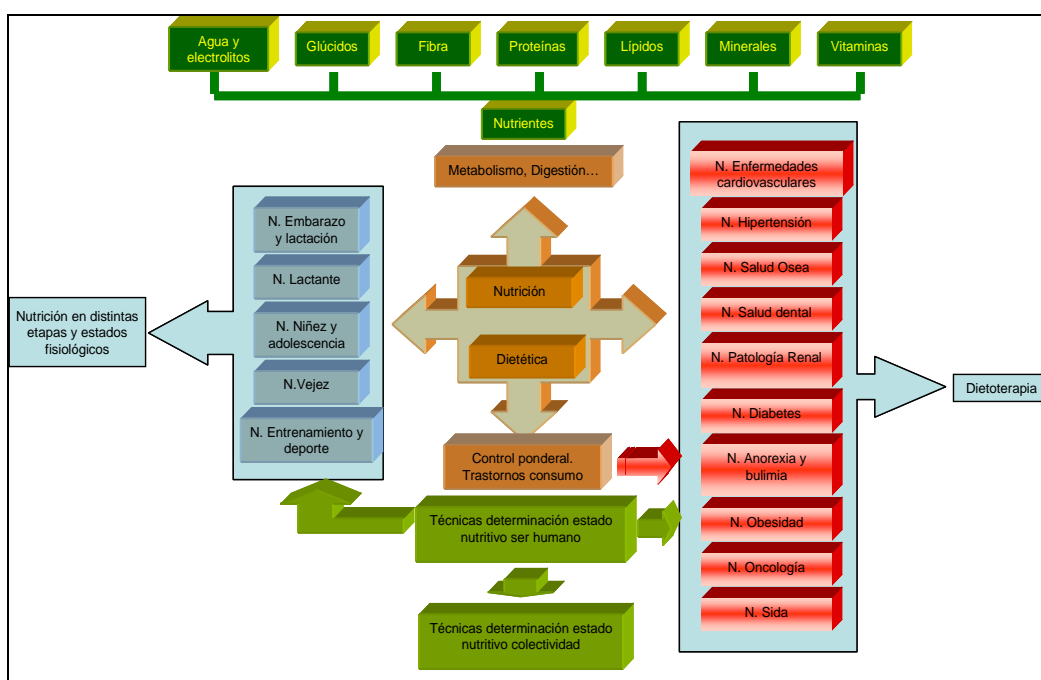 Agua y
electrolitos
Glúcidos
Fibra
Proteínas
Lípidos
Minerales
Vitaminas
Nutrientes
Metabolismo, Digestión…
Nutrición
Dietética
Control ponderal.
Trastornos consumo
Nutrición en distintas
etapas y estados
fisiológicos
N. Embarazo
y lactación
N. Lactante
N. Niñez y
adolescencia
N.Vejez
N. Entrenamiento y
deporte
Técnicas determinación estado
nutritivo ser humano
Técnicas determinación estado
nutritivo colectividad
N. Enfermedades
cardiovasculares
N. Hipertensión
N. Salud Osea
N. Salud dental
N. Patología Renal
N. Diabetes
N. Anorexia y
bulimia
N. Obesidad
N. Oncología
N. Sida
Dietoterapia